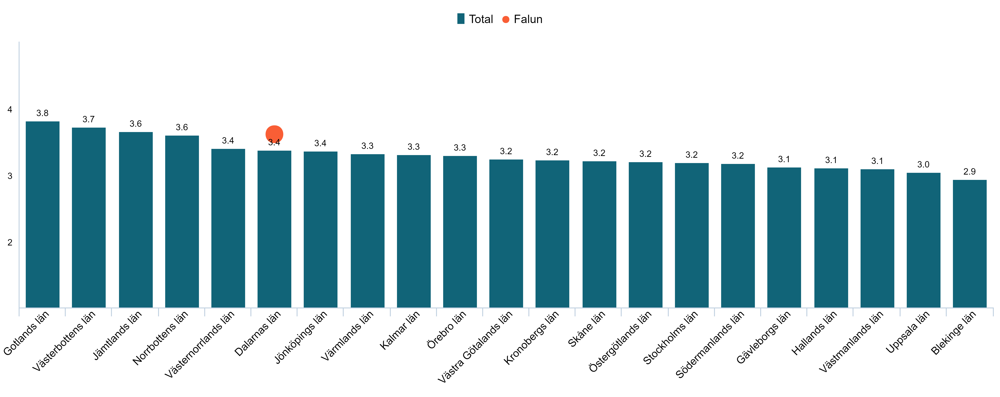 Total Falun
4
3
2
3.8 3.7 3.6 3.6 3.4 3.4 3.4 3.3 3.3 3.3 3.2 3.2 3.2 3.2 3.2 3.2 3.1 3.1 3.1 3.0 2.9
Gotlands län
Västerbottens län
Jämtlands län
Norrbottens län
Västernorrlands län
Dalarnas län
Jönköpings län
Värmlands län
Kalmar län
Örebro län
Västra Götalands län
Kronobergs län
Skåne län
Östergötlands län
Stockholms län
Södermanlands län
Gävleborgs län
Hallands län
Västmanlands län
Uppsala län
Blekinge län